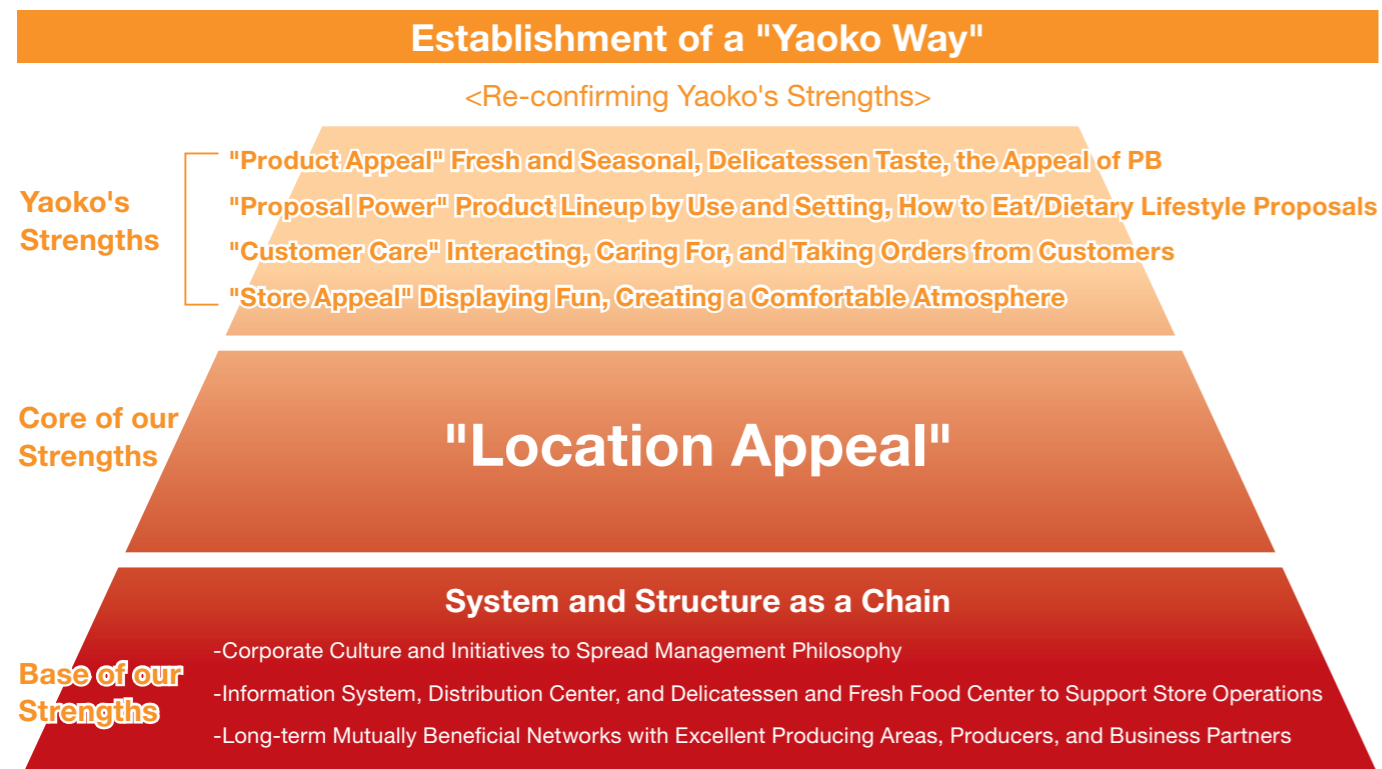 Establishment of a "Yaoko Way"
<Re-confirming Yaoko's Strengths>
Yaoko's
Strengths
"Product Appeal" Fresh and Seasonal, Delicatessen Taste, the Appeal of PB
"Proposal Power" Product Lineup by Use and Setting, How to Eat/Dietary Lifestyle Proposals
"Customer Care" Interacting, Caring For, and Taking Orders from Customers
"Store Appeal" Displaying Fun, Creating a Comfortable Atmosphere
Core of our
Strengths
"Location Appeal"
Base of our
Strengths
System and Structure as a Chain
-Corporate Culture and Initiatives to Spread Management Philosophy
-Information System, Distribution Center, and Delicatessen and Fresh Food Center to Support Store Operations
-Long-term Mutually Beneficial Networks with Excellent Producing Areas, Producers, and Business Partners